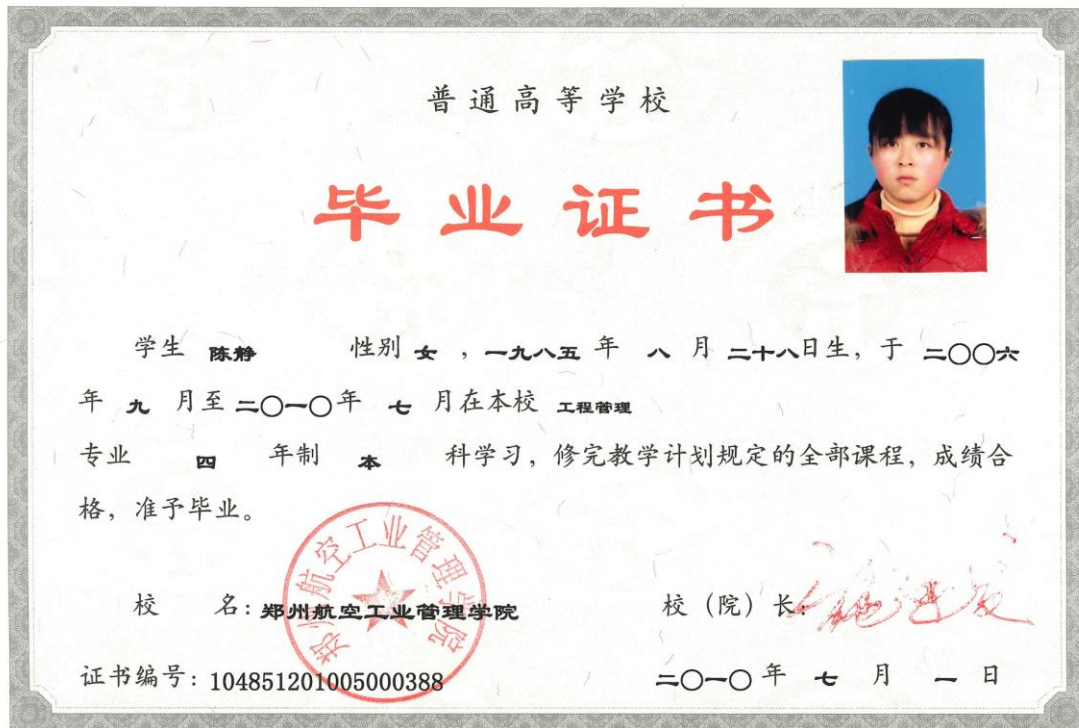 普通高等学校
毕业证书
学生 陈静 性别 女 ，一九八五 年 八 月 二十八日生，于 二〇〇六
年 九 月至 二〇一〇年 七 月在本校 工程管理
专业 四 年制 本 科学习，修完教学计划规定的全部课程，成绩合
格，准予毕业。
郑州航空工业管理学院
校 名：郑州航空工业管理学院 校（院）长：
证书编号：104851201005000388 二〇一〇 年 七 月 一 日